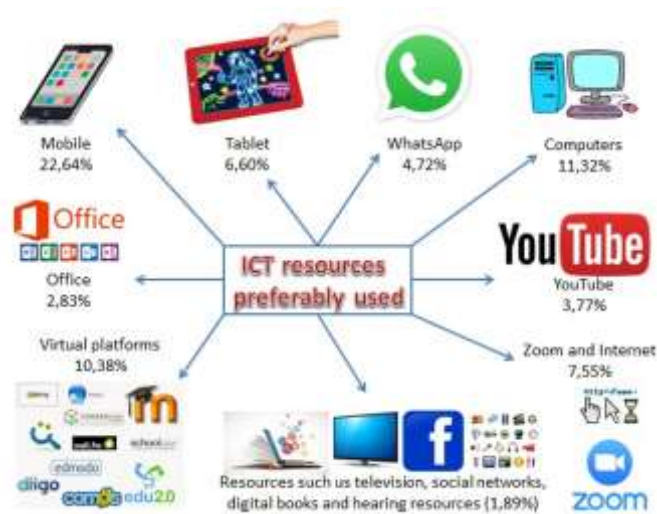 Mobile
22,64%
Tablet
6,60%
WhatsApp
4,72%
Computers
11,32%
Office
Office
2,83%
ICT resources
preferably used
YouTube
YouTube
3,77%
Virtual platforms
10,38%
Zoom and Internet
7,55%
edmodo
diigo
edu2.0
Resources such us television, social networks,
digital books and hearing resources (1,89%)
zoom